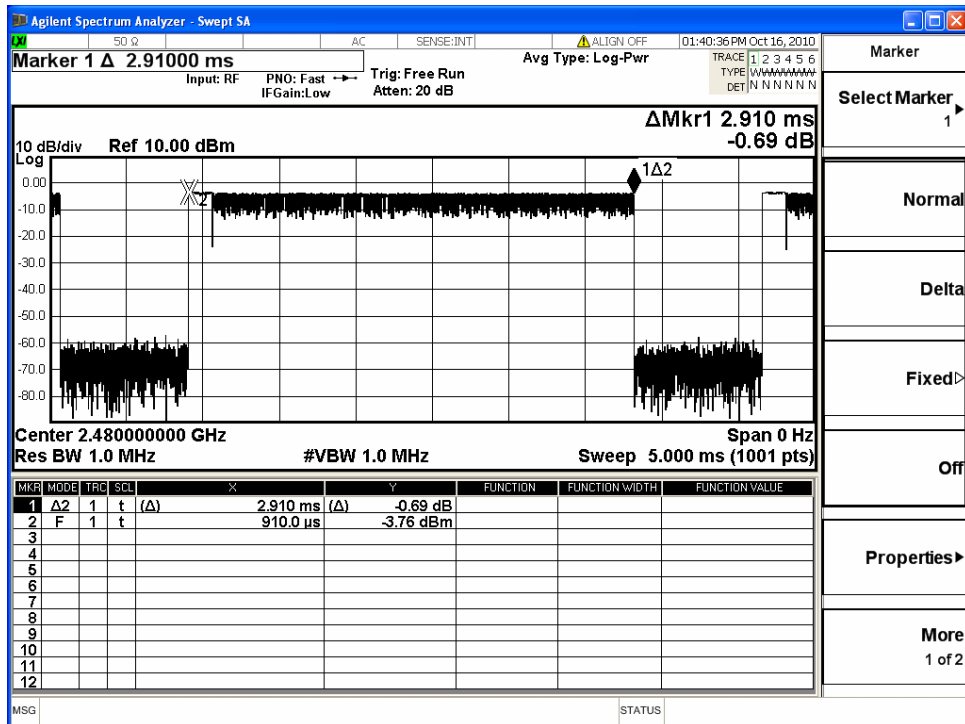 Agilent Spectrum Analyzer - Swept SA
LXI 50 Ω AC SENSE:INT ALIGN OFF 01:40:36 PM Oct 16, 2010
Marker 1 Δ 2.91000 ms
Input: RF PNO: Fast Trig: Free Run Avg Type: Log-Pwr TRACE 1 2 3 4 5 6
IFGain:Low Atten: 20 dB TYPE WWWWWW
DET N N N N N N
Marker
Select Marker
1
Normal
Delta
Fixed
Off
Properties
More
1 of 2
ΔMkr1 2.910 ms
-0.69 dB
10 dB/div Ref 10.00 dBm
Log
0.00
-10.0
-20.0
-30.0
-40.0
-50.0
-60.0
-70.0
-80.0
2
1Δ2
Center 2.480000000 GHz Span 0 Hz
Res BW 1.0 MHz #VBW 1.0 MHz Sweep 5.000 ms (1001 pts)
MKR MODE TRC SCL X Y FUNCTION FUNCTION WIDTH FUNCTION VALUE
1 Δ2 1 t (Δ) 2.910 ms (Δ) -0.69 dB
2 F 1 t 910.0 µs -3.76 dBm
3
4
5
6
7
8
9
10
11
12
MSG STATUS